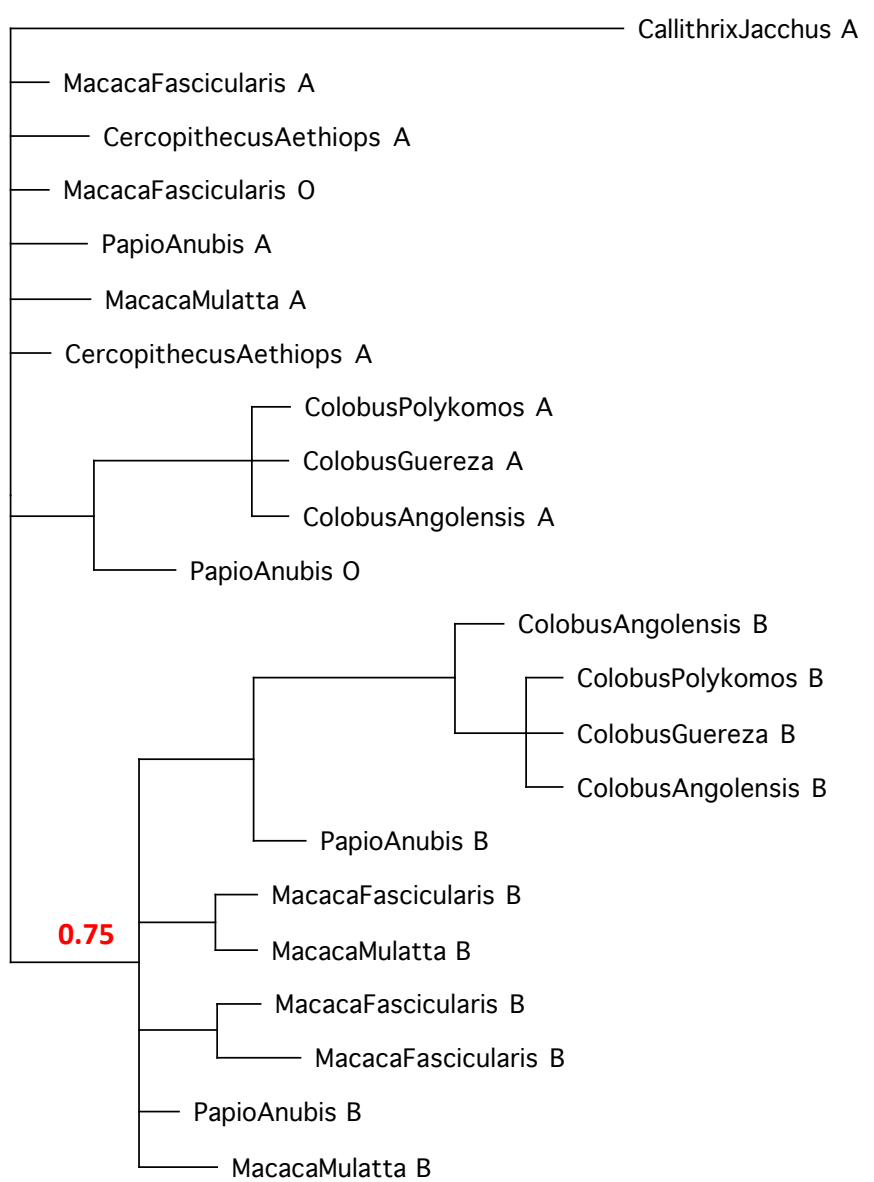 CallithrixJacchus A
MacacaFascicularis A
CercopithecusAethiops A
MacacaFascicularis O
PapioAnubis A
MacacaMulatta A
CercopithecusAethiops A
ColobusPolykomos A
ColobusGuereza A
ColobusAngolensis A
PapioAnubis O
ColobusAngolensis B
ColobusPolykomos B
ColobusGuereza B
ColobusAngolensis B
PapioAnubis B
MacacaFascicularis B
0.75
MacacaMulatta B
MacacaFascicularis B
MacacaFascicularis B
PapioAnubis B
MacacaMulatta B